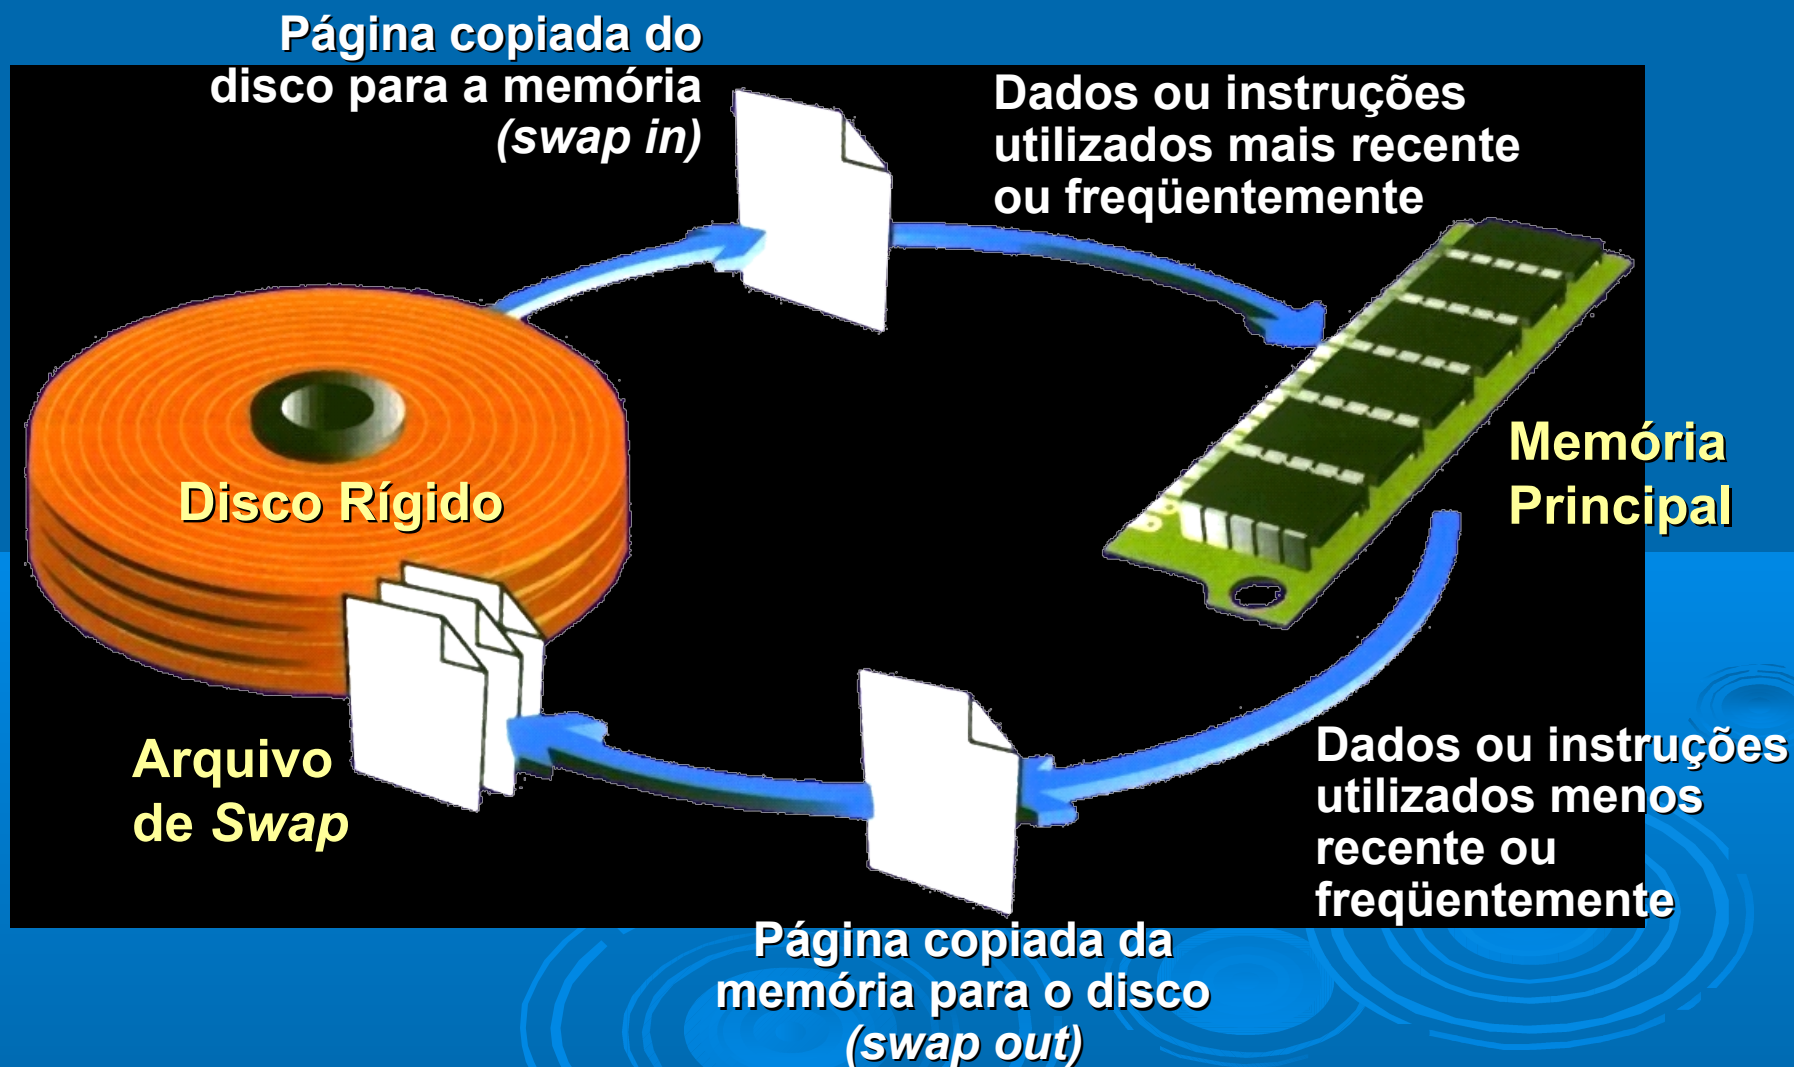 Página copiada do
disco para a memória
(swap in)
Dados ou instruções
utilizados mais recente
ou freqüentemente
Disco Rígido
Memória
Principal
Arquivo
de Swap
Dados ou instruções
utilizados menos
recente ou
freqüentemente
Página copiada da
memória para o disco
(swap out)